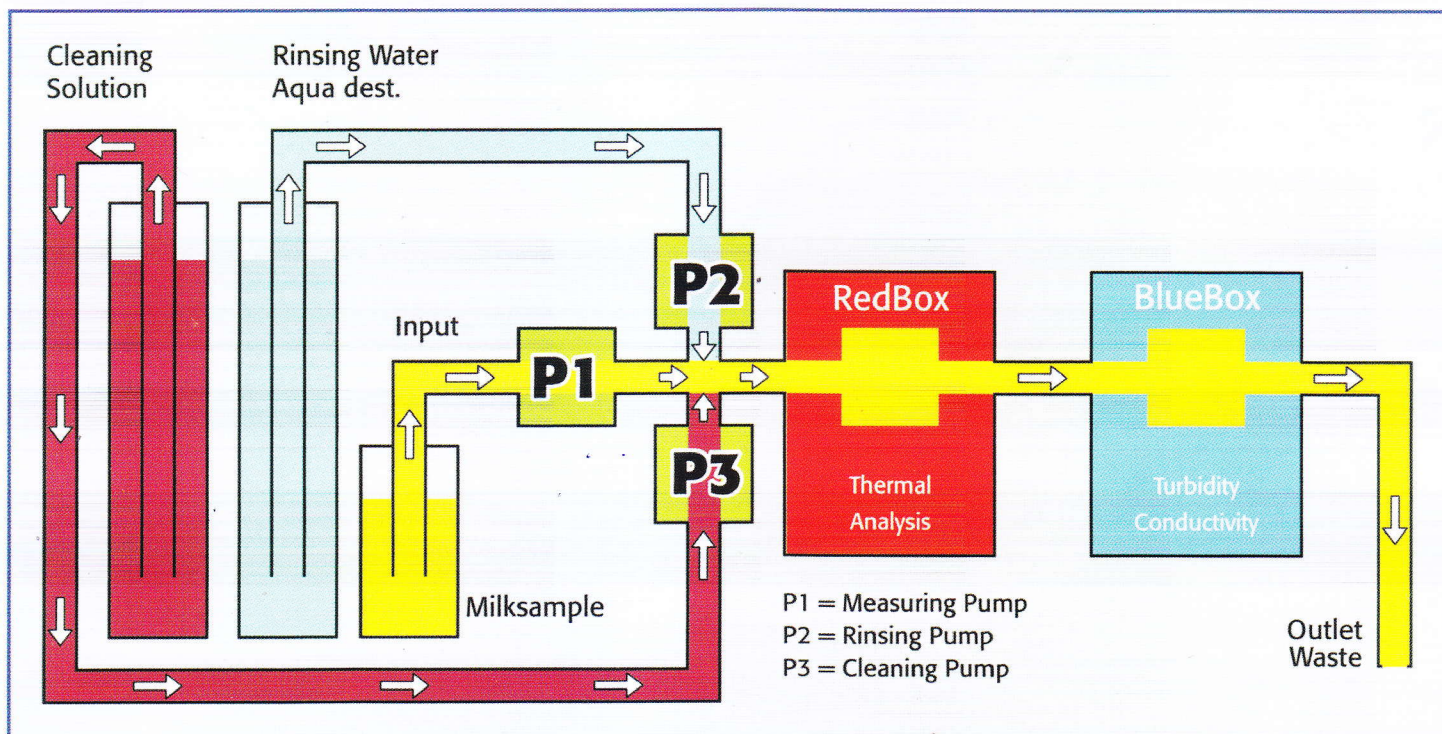 Cleaning
Solution
Rinsing Water
Aqua dest.
P2
RedBox
BlueBox
Input
P1
P3
Thermal
Analysis
Turbidity
Conductivity
Milksample
P1 = Measuring Pump
P2 = Rinsing Pump
P3 = Cleaning Pump
Outlet
Waste